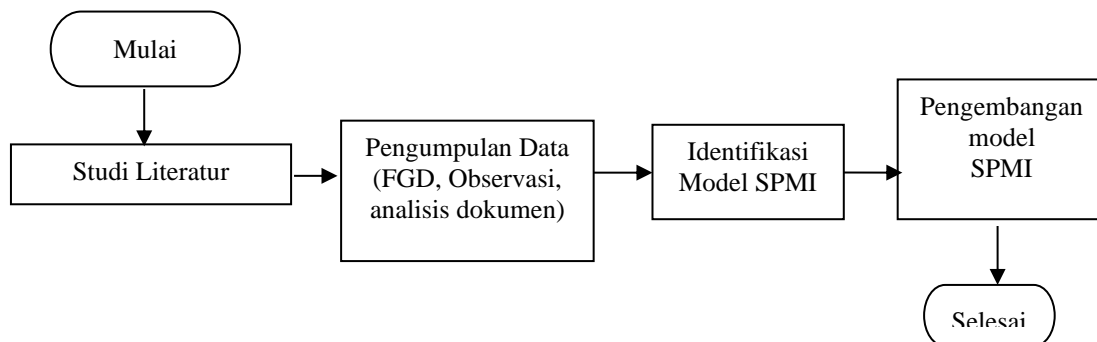 Mulai
Studi Literatur
Pengumpulan Data
(FGD, Observasi,
analisis dokumen)
Identifikasi
Model SPMI
Pengembangan
model
SPMI
Selesai